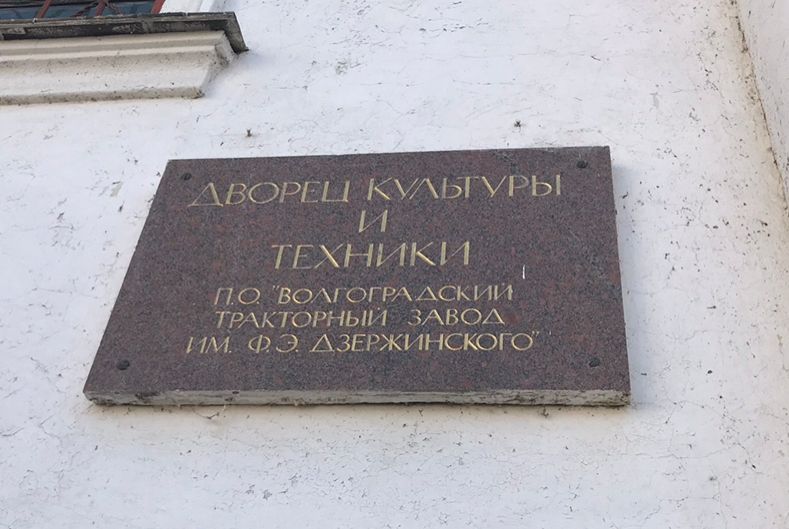 ДВОРЕЦ КУЛЬТУРЫ
И
ТЕХНИКИ
П.О. "ВОЛГОГРАДСКИЙ
ТРАКТОРНЫЙ ЗАВОД
ИМ. Ф.Э. ДЗЕРЖИНСКОГО"